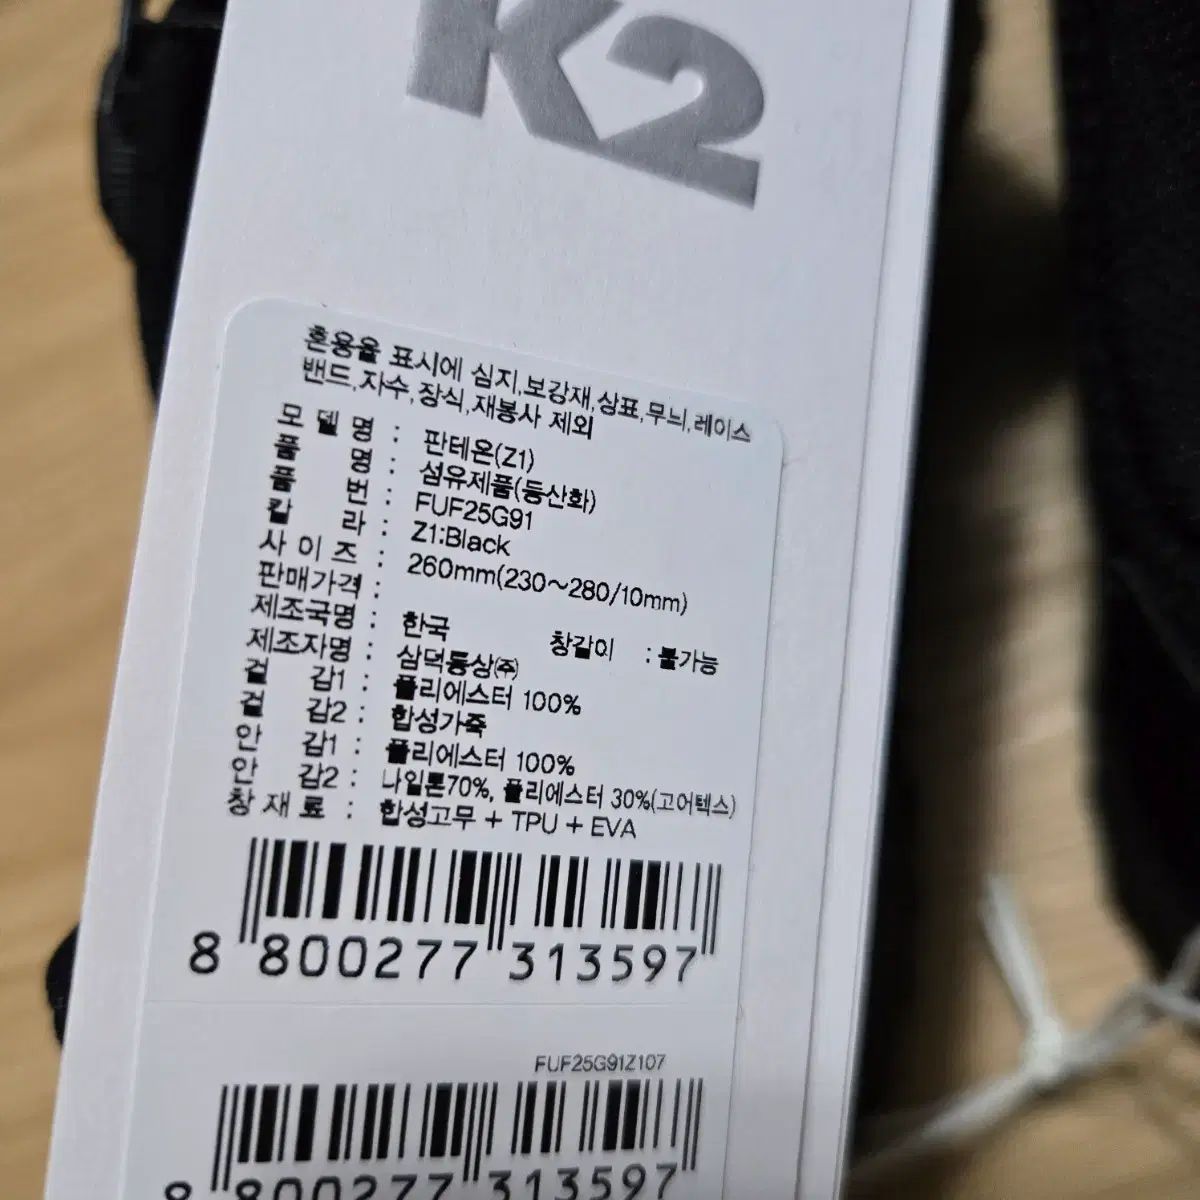 K2
혼용율 표시에 심지,보강재,상표,무늬,레이스
밴드,자수,장식,재봉사 제외
모델명 : 판테온(Z1)
품명 : 섬유제품(등산화)
품번 : FUF25G91
칼라 : Z1:Black
사이즈 : 260mm(230~280/10mm)
판매가격 :
제조국명 : 한국 창갈이 : 불가능
제조자명 : 삼덕통상㈜
겉감1 : 폴리에스터 100%
겉감2 : 합성가죽
안감1 : 폴리에스터 100%
안감2 : 나일론70%, 폴리에스터 30%(고어텍스)
창재료 : 합성고무 + TPU + EVA
8 800277 313597
FUF25G91Z107
8 800277 313597